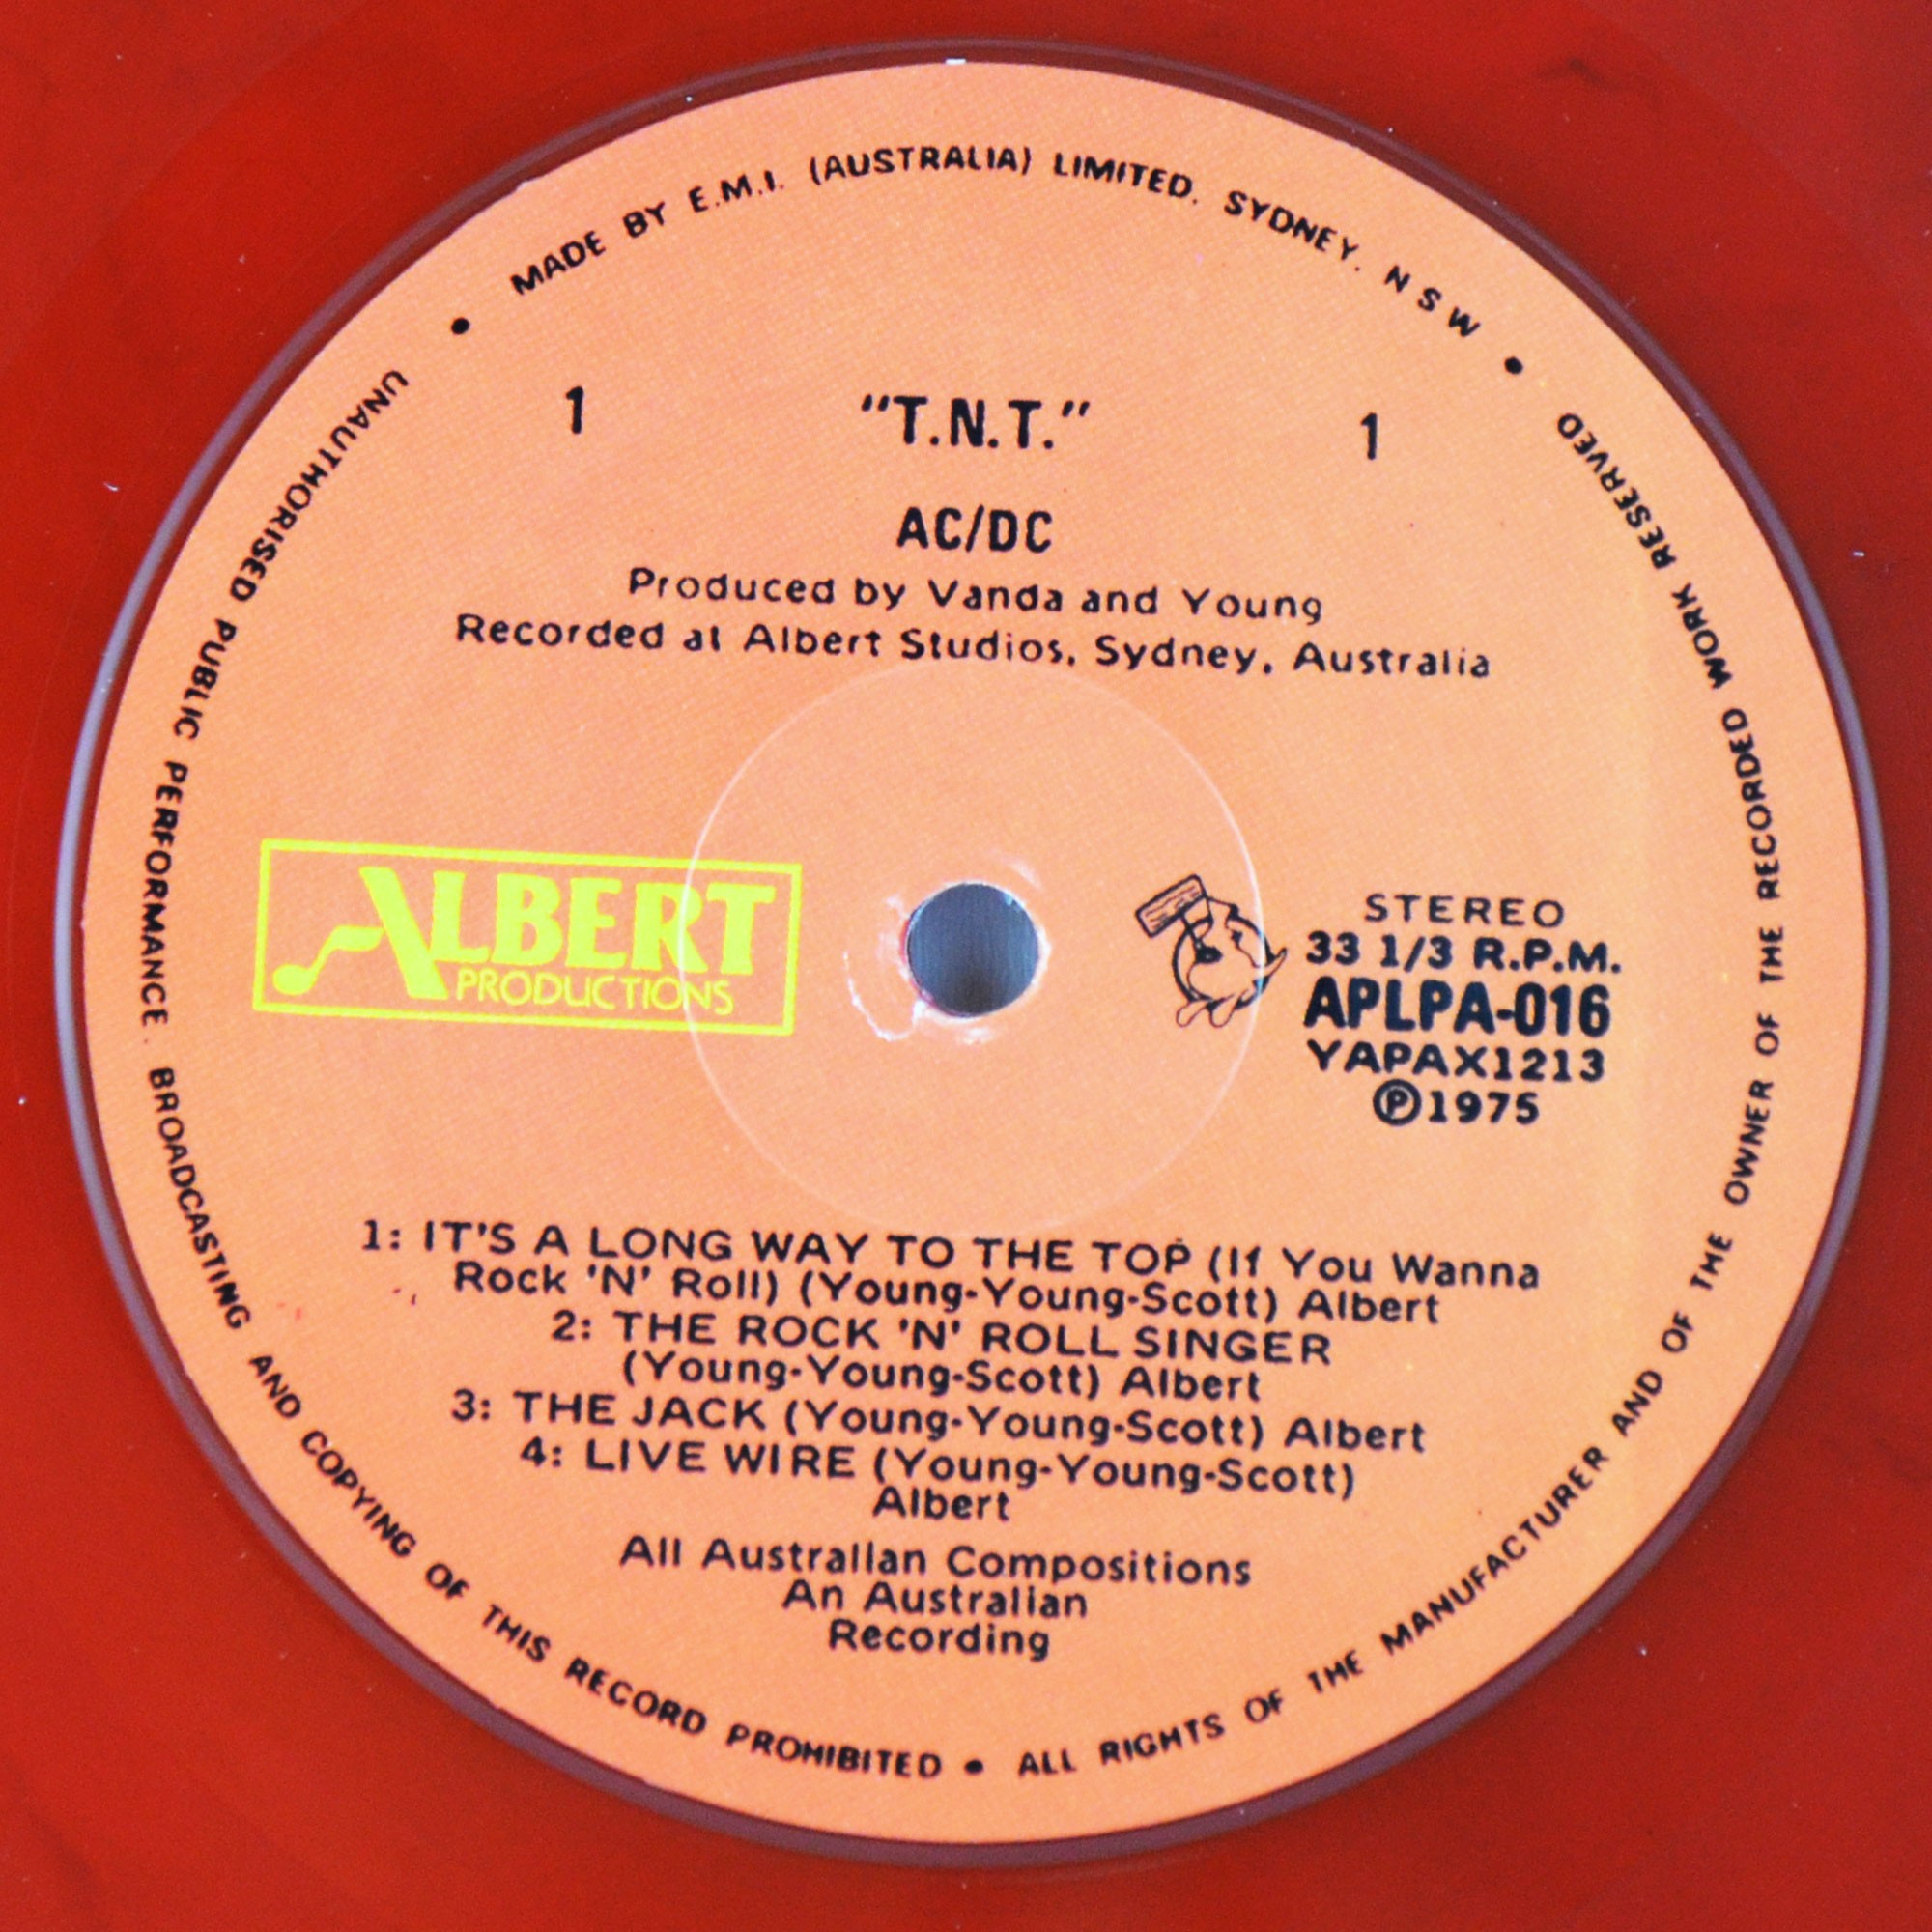 MADE BY E.M.I. (AUSTRALIA) LIMITED. SYDNEY. N S W
1 "T.N.T." 1
AC/DC
Produced by Vanda and Young
Recorded at Albert Studios, Sydney, Australia
ALBERT
PRODUCTIONS
STEREO
33 1/3 R.P.M.
APLPA-016
YAPAX1213
Ⓟ1975
1: IT'S A LONG WAY TO THE TOP (If You Wanna
Rock 'N' Roll) (Young-Young-Scott) Albert
2: THE ROCK 'N' ROLL SINGER
(Young-Young-Scott) Albert
3: THE JACK (Young-Young-Scott) Albert
4: LIVE WIRE (Young-Young-Scott)
Albert
All Australian Compositions
An Australian
Recording
UNAUTHORISED PUBLIC PERFORMANCE. BROADCASTING AND COPYING OF THIS RECORD PROHIBITED • ALL RIGHTS OF THE MANUFACTURER AND OF THE OWNER OF THE RECORDED WORK RESERVED •